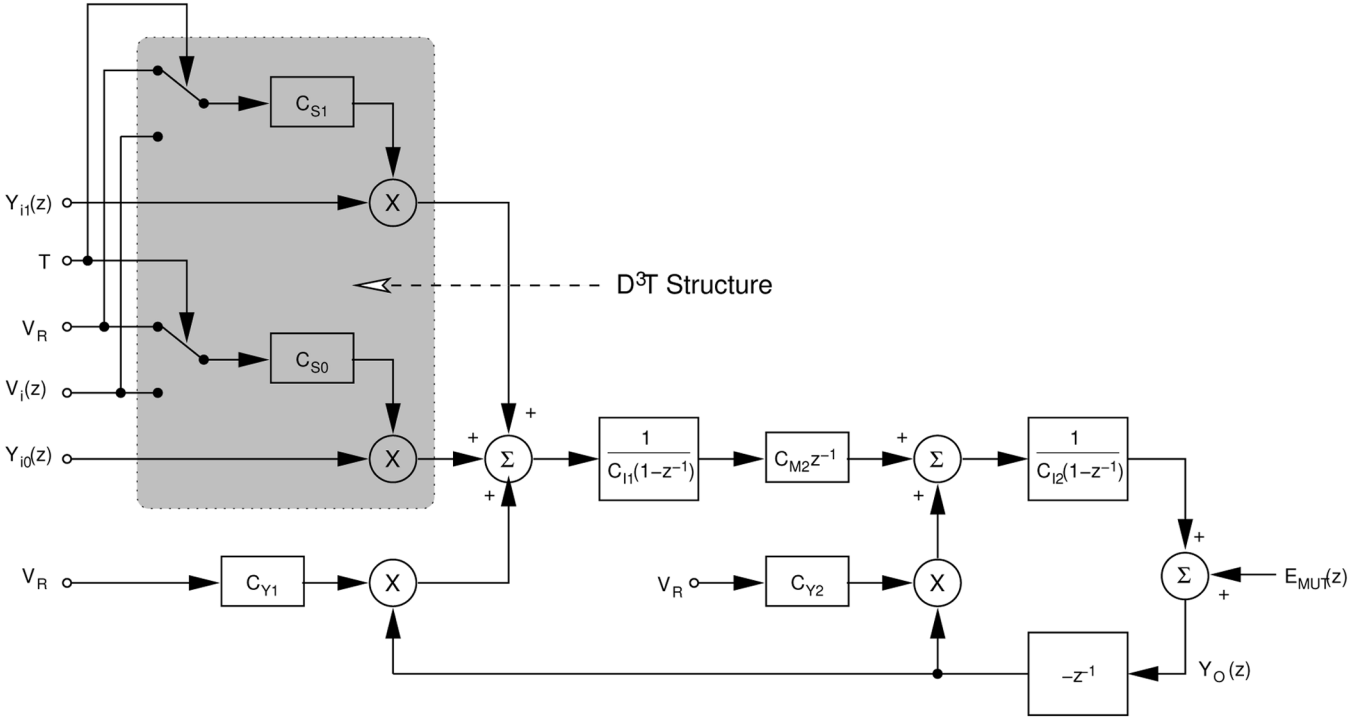 C_S1
Y_i1(z)
X
T
D³T Structure
V_R
C_S0
V_i(z)
+
Y_i0(z)
X
+
Σ
+
1
C_I1(1−z⁻¹)
C_M2z⁻¹
+
Σ
+
1
C_I2(1−z⁻¹)
+
V_R
C_Y1
X
V_R
C_Y2
X
Σ
+
E_MUT(z)
−z⁻¹
Y_O(z)